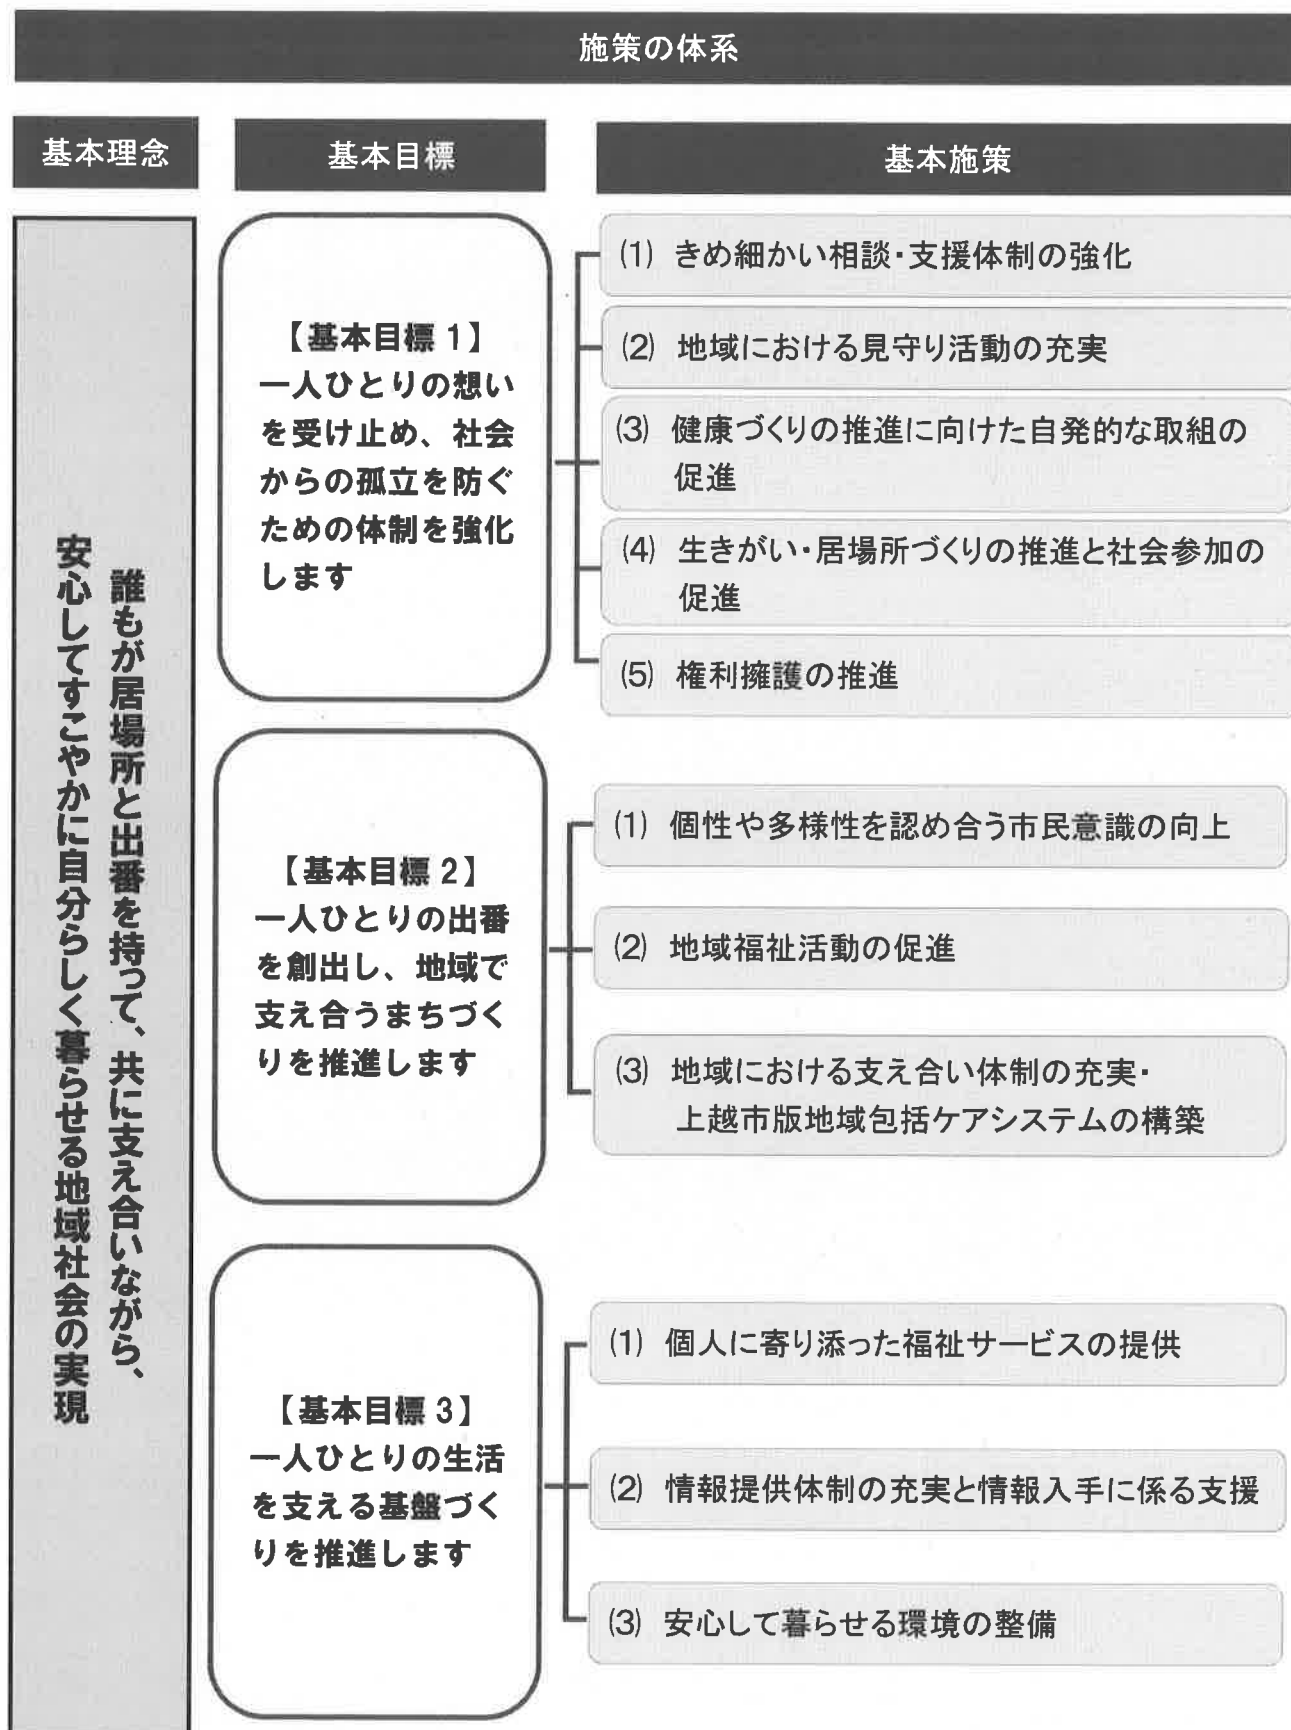 施策の体系
基本理念
基本目標
基本施策
誰もが居場所と出番を持って、共に支え合いながら、
安心してすこやかに自分らしく暮らせる地域社会の実現
【基本目標 1】
一人ひとりの想い
を受け止め、社会
からの孤立を防ぐ
ための体制を強化
します
(1) きめ細かい相談・支援体制の強化
(2) 地域における見守り活動の充実
(3) 健康づくりの推進に向けた自発的な取組の
促進
(4) 生きがい・居場所づくりの推進と社会参加の
促進
(5) 権利擁護の推進
【基本目標 2】
一人ひとりの出番
を創出し、地域で
支え合うまちづく
りを推進します
(1) 個性や多様性を認め合う市民意識の向上
(2) 地域福祉活動の促進
(3) 地域における支え合い体制の充実・
上越市版地域包括ケアシステムの構築
【基本目標 3】
一人ひとりの生活
を支える基盤づく
りを推進します
(1) 個人に寄り添った福祉サービスの提供
(2) 情報提供体制の充実と情報入手に係る支援
(3) 安心して暮らせる環境の整備